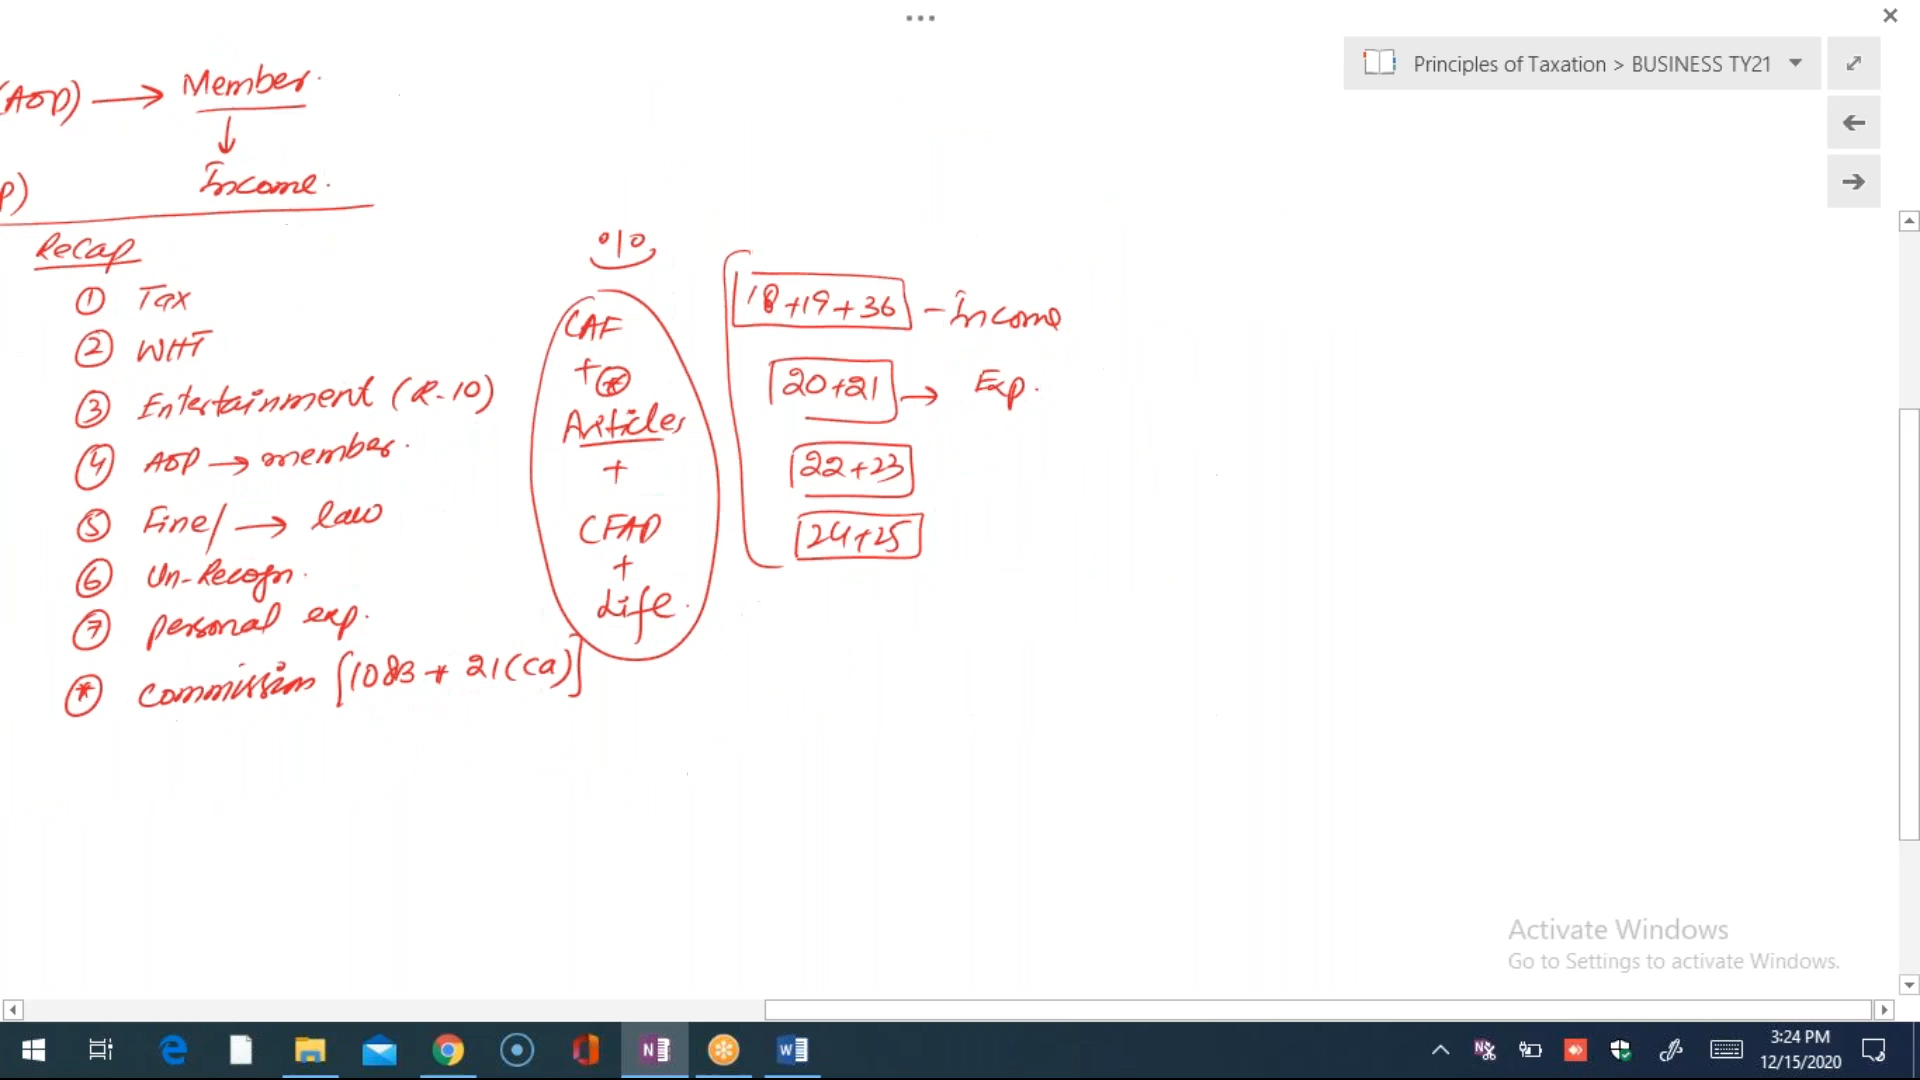 Principles of Taxation > BUSINESS TY21
(AOP) → Member.
↓
Income.
P)
Recap
① Tax
② WHT
③ Entertainment (R-10)
④ AOP → member.
⑤ Fine/ → law
⑥ Un-Recogn.
⑦ personal exp.
* Commission [108B + 21(ca)]
CAF
+ *
Articles
+
CFAP
+
Life.
18+19+36 - Income
20+21 → Exp.
22+23
24+25
Activate Windows
Go to Settings to activate Windows.
3:24 PM
12/15/2020